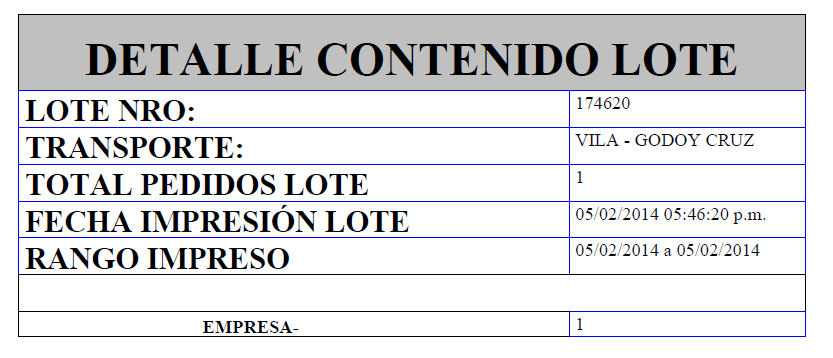 DETALLE CONTENIDO LOTE
LOTE NRO: 174620
TRANSPORTE: VILA - GODOY CRUZ
TOTAL PEDIDOS LOTE 1
FECHA IMPRESIÓN LOTE 05/02/2014 05:46:20 p.m.
RANGO IMPRESO 05/02/2014 a 05/02/2014
EMPRESA- 1